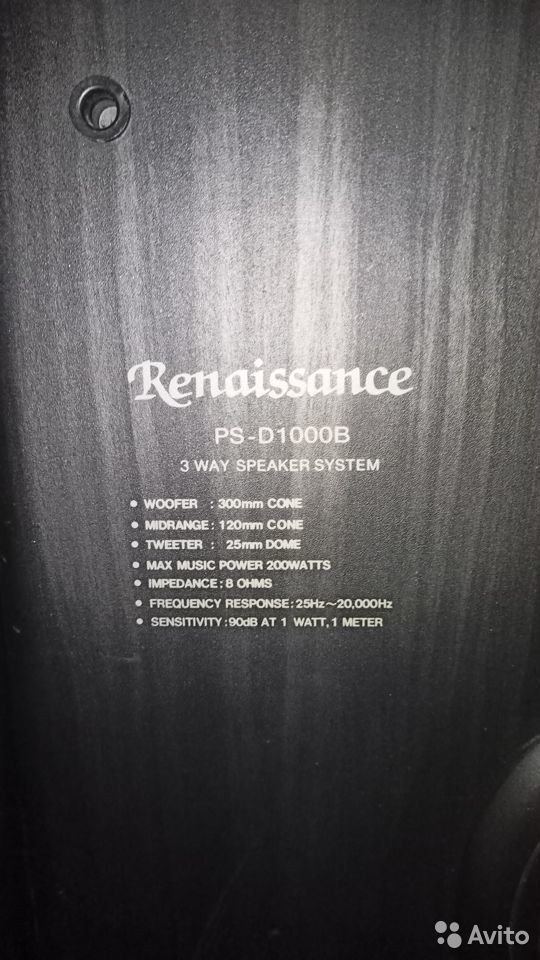 Renaissance
PS-D1000B
3 WAY SPEAKER SYSTEM
• WOOFER : 300mm CONE
• MIDRANGE: 120mm CONE
• TWEETER : 25mm DOME
• MAX MUSIC POWER 200WATTS
• IMPEDANCE: 8 OHMS
• FREQUENCY RESPONSE: 25Hz～20,000Hz
• SENSITIVITY: 90dB AT 1 WATT, 1 METER
Avito